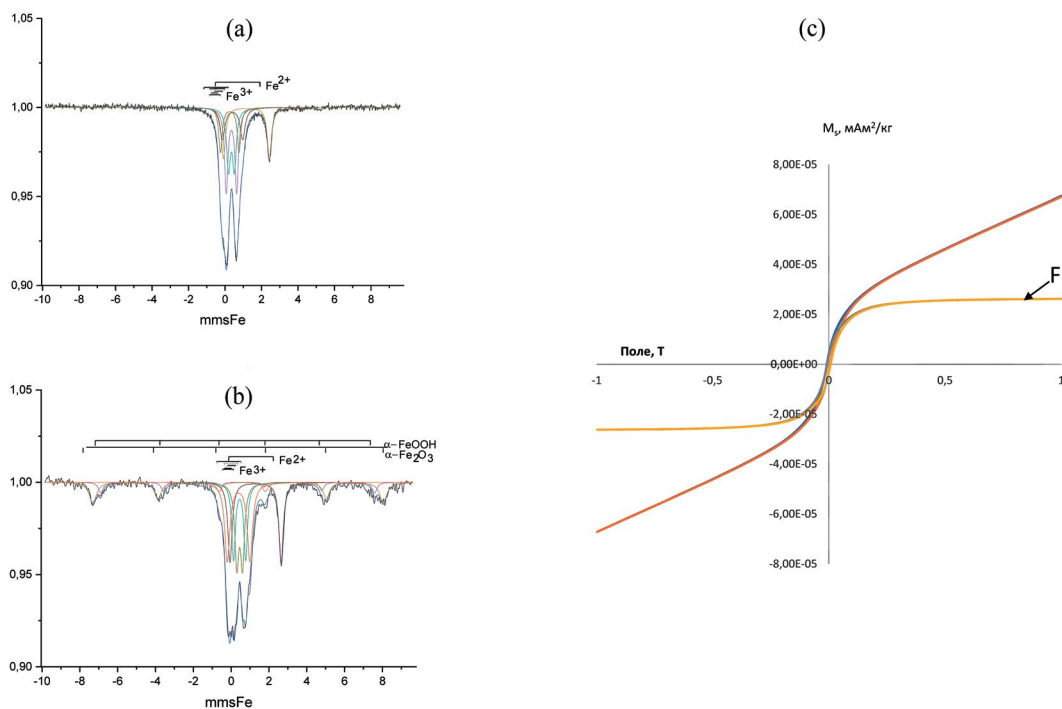 (a)
1,05
1,00
0,95
0,90
Fe2+
Fe3+
-10 -8 -6 -4 -2 0 2 4 6 8
mmsFe
(b)
1,05
1,00
0,95
0,90
α–FeOOH
α–Fe2O3
Fe2+
Fe3+
-10 -8 -6 -4 -2 0 2 4 6 8
mmsFe
(c)
Ms, мАм²/кг
8,00E-05
6,00E-05
4,00E-05
2,00E-05
0,00E+00
-2,00E-05
-4,00E-05
-6,00E-05
-8,00E-05
F
Поле, Т
-1 -0,5 0 0,5 1